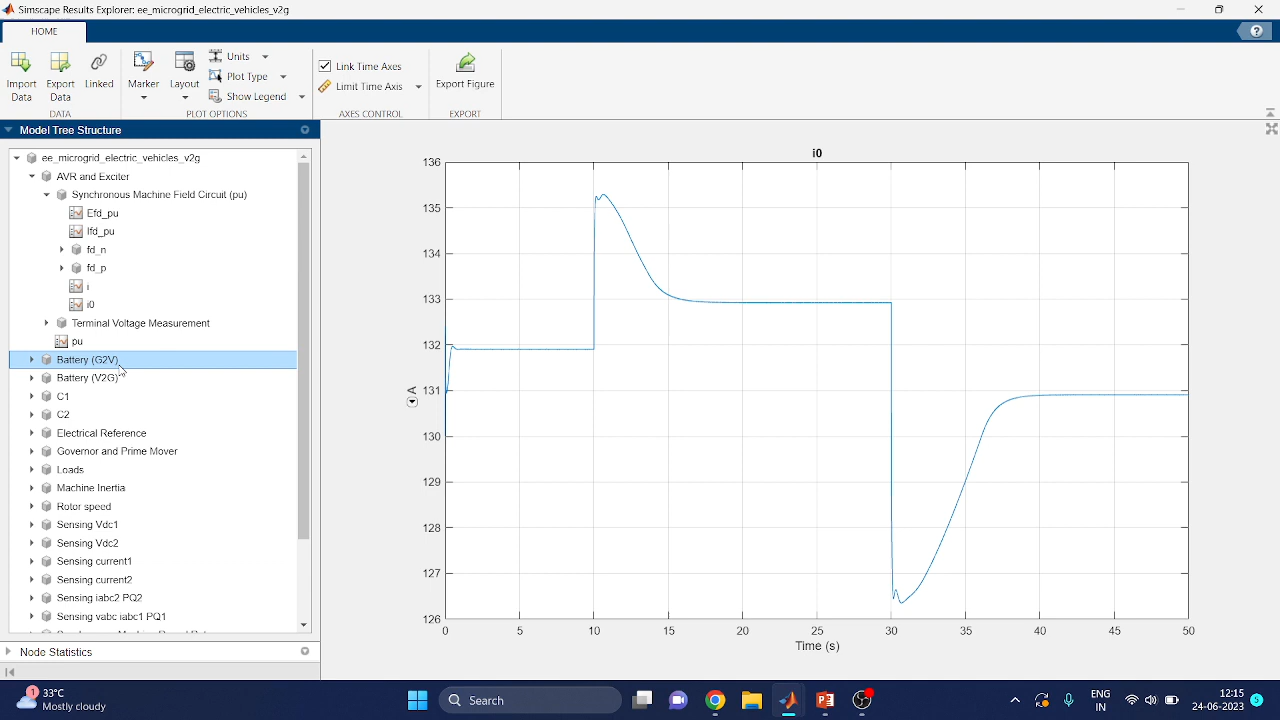 Simscape Results Explorer: ee_microgrid_electric_vehicles_v2g
HOME
Import Data
Export Data
Linked
DATA
Marker
Layout
Units
Plot Type
Show Legend
PLOT OPTIONS
Link Time Axes
Limit Time Axis
AXES CONTROL
Export Figure
EXPORT
Model Tree Structure
ee_microgrid_electric_vehicles_v2g
AVR and Exciter
Synchronous Machine Field Circuit (pu)
Efd_pu
Ifd_pu
fd_n
fd_p
i
i0
Terminal Voltage Measurement
pu
Battery (G2V)
Battery (V2G)
C1
C2
Electrical Reference
Governor and Prime Mover
Loads
Machine Inertia
Rotor speed
Sensing Vdc1
Sensing Vdc2
Sensing current1
Sensing current2
Sensing iabc2 PQ2
Sensing vabc iabc1 PQ1
Node Statistics
i0
136
135
134
133
132
131
130
129
128
127
126
A
0 5 10 15 20 25 30 35 40 45 50
Time (s)
1
33°C
Mostly cloudy
Search
ENG
IN
12:15
24-06-2023
5